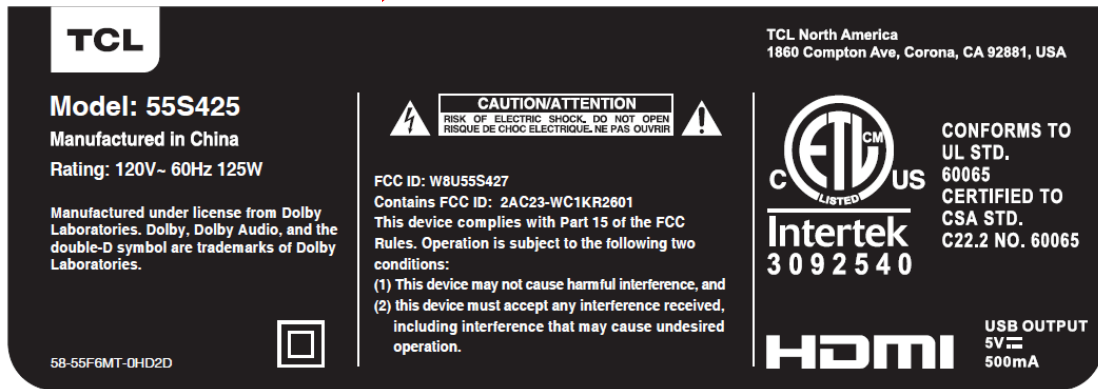 TCL
Model: 55S425
Manufactured in China
Rating: 120V~ 60Hz 125W
Manufactured under license from Dolby
Laboratories. Dolby, Dolby Audio, and the
double-D symbol are trademarks of Dolby
Laboratories.
58-55F6MT-0HD2D
CAUTION/ATTENTION
RISK OF ELECTRIC SHOCK. DO NOT OPEN
RISQUE DE CHOC ELECTRIQUE. NE PAS OUVRIR
FCC ID: W8U55S427
Contains FCC ID: 2AC23-WC1KR2601
This device complies with Part 15 of the FCC
Rules. Operation is subject to the following two
conditions:
(1) This device may not cause harmful interference, and
(2) this device must accept any interference received,
including interference that may cause undesired
operation.
TCL North America
1860 Compton Ave, Corona, CA 92881, USA
ETL CM
C US
LISTED
Intertek
3092540
CONFORMS TO
UL STD.
60065
CERTIFIED TO
CSA STD.
C22.2 NO. 60065
HDMI
USB OUTPUT
5V⎓
500mA